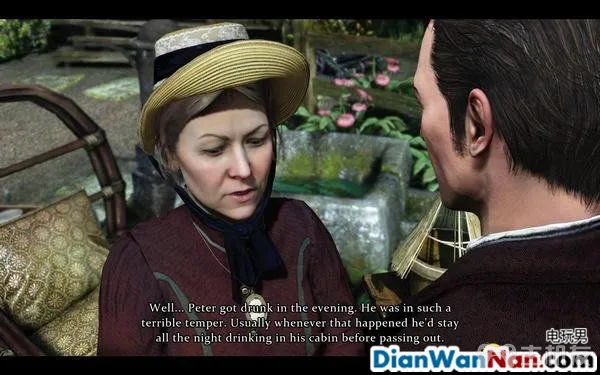 Well... Peter got drunk in the evening. He was in such a
terrible temper. Usually whenever that happened he'd stay
all the night drinking in his cabin before passing out.
电玩男
DianWanNan.com